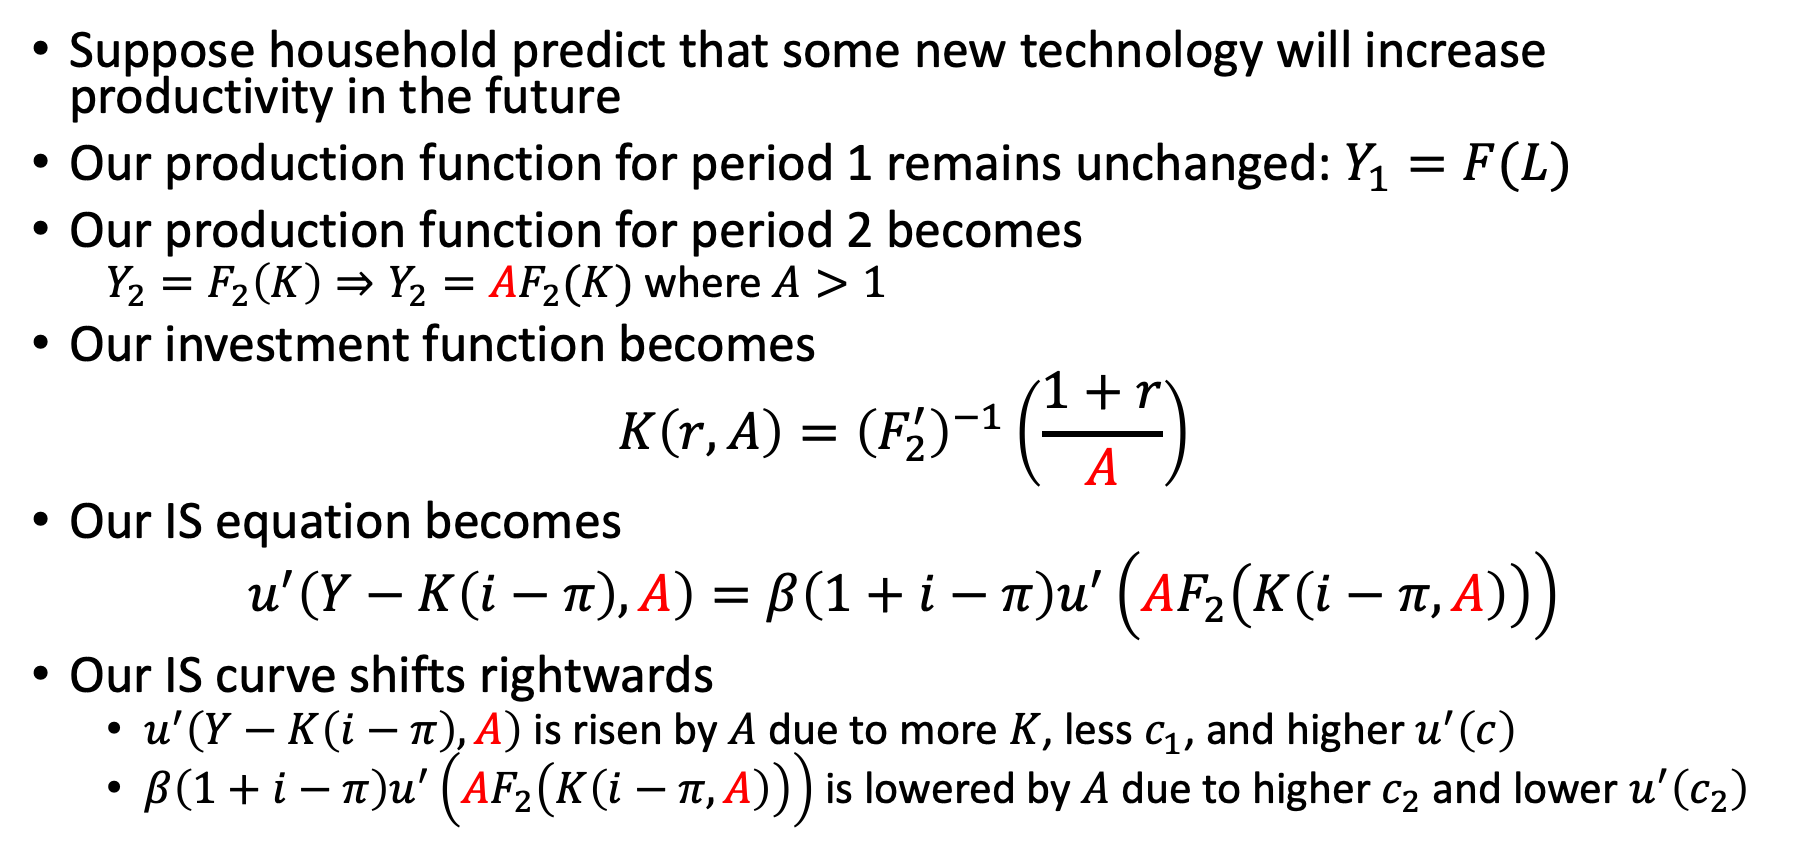 • Suppose household predict that some new technology will increase
productivity in the future
• Our production function for period 1 remains unchanged: Y₁ = F(L)
• Our production function for period 2 becomes
Y₂ = F₂(K) ⇒ Y₂ = AF₂(K) where A > 1
• Our investment function becomes
K(r, A) = (F₂′)⁻¹ ((1 + r)/A)
• Our IS equation becomes
u′(Y − K(i − π), A) = β(1 + i − π)u′ (AF₂(K(i − π, A)))
• Our IS curve shifts rightwards
• u′(Y − K(i − π), A) is risen by A due to more K, less c₁, and higher u′(c)
• β(1 + i − π)u′ (AF₂(K(i − π, A))) is lowered by A due to higher c₂ and lower u′(c₂)